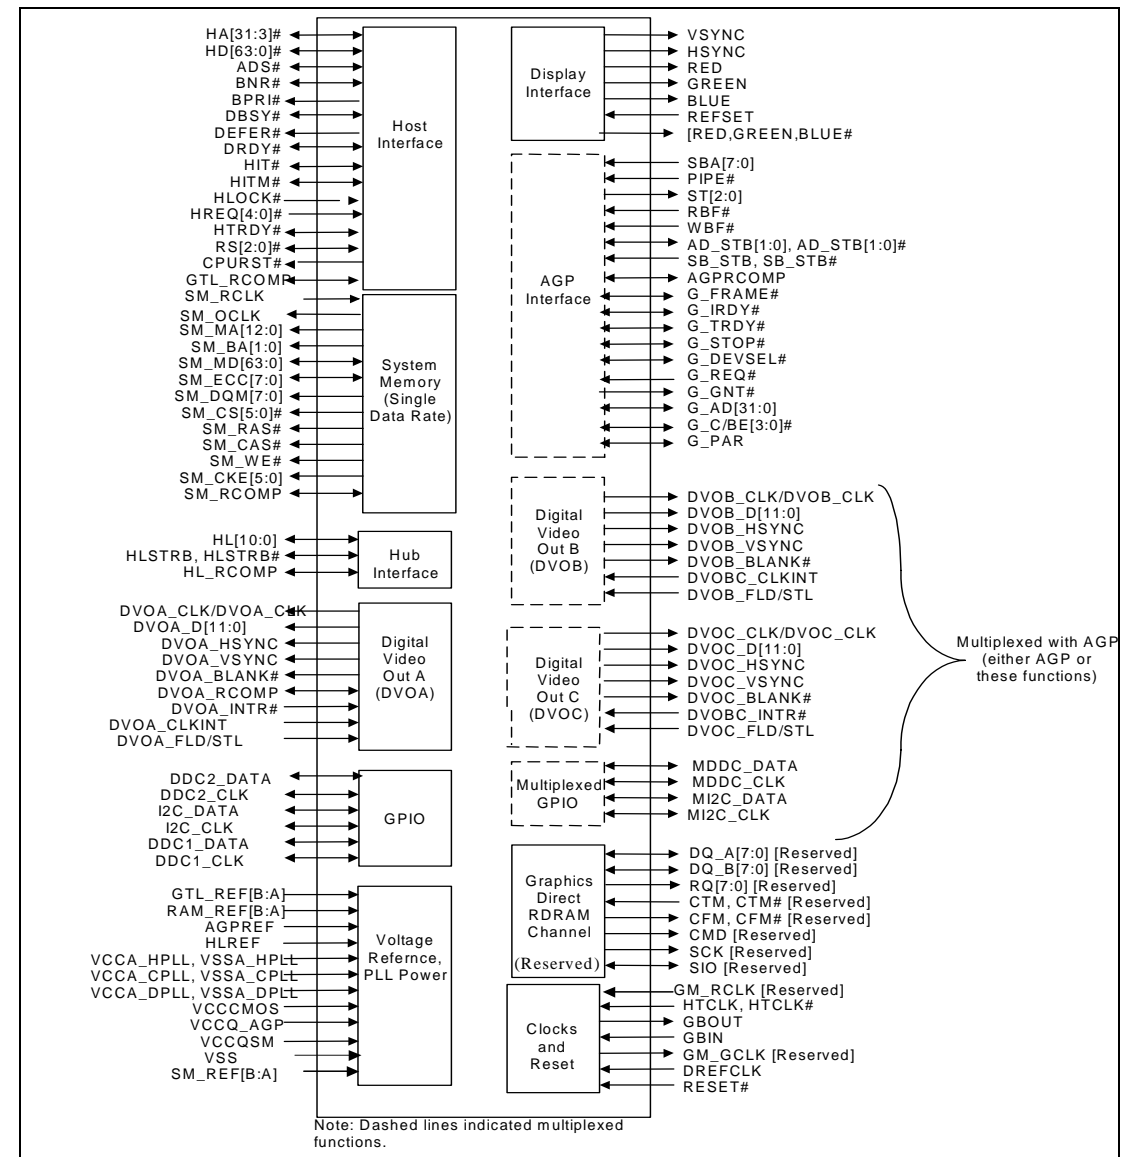 HA[31:3]#
HD[63:0]#
ADS#
BNR#
BPRI#
DBSY#
DEFER#
DRDY#
HIT#
HITM#
HLOCK#
HREQ[4:0]#
HTRDY#
RS[2:0]#
CPURST#
GTL_RCOMP
Host
Interface
SM_RCLK
SM_OCLK
SM_MA[12:0]
SM_BA[1:0]
SM_MD[63:0]
SM_ECC[7:0]
SM_DQM[7:0]
SM_CS[5:0]#
SM_RAS#
SM_CAS#
SM_WE#
SM_CKE[5:0]
SM_RCOMP
System
Memory
(Single
Data Rate)
HL[10:0]
HLSTRB, HLSTRB#
HL_RCOMP
Hub
Interface
DVOA_CLK/DVOA_CLK
DVOA_D[11:0]
DVOA_HSYNC
DVOA_VSYNC
DVOA_BLANK#
DVOA_RCOMP
DVOA_INTR#
DVOA_CLKINT
DVOA_FLD/STL
Digital
Video
Out A
(DVOA)
DDC2_DATA
DDC2_CLK
I2C_DATA
I2C_CLK
DDC1_DATA
DDC1_CLK
GPIO
GTL_REF[B:A]
RAM_REF[B:A]
AGPREF
HLREF
VCCA_HPLL, VSSA_HPLL
VCCA_CPLL, VSSA_CPLL
VCCA_DPLL, VSSA_DPLL
VCCCMOS
VCCQ_AGP
VCCQSM
VSS
SM_REF[B:A]
Voltage
Refernce,
PLL Power
Display
Interface
VSYNC
HSYNC
RED
GREEN
BLUE
REFSET
[RED,GREEN,BLUE#
AGP
Interface
SBA[7:0]
PIPE#
ST[2:0]
RBF#
WBF#
AD_STB[1:0], AD_STB[1:0]#
SB_STB, SB_STB#
AGPRCOMP
G_FRAME#
G_IRDY#
G_TRDY#
G_STOP#
G_DEVSEL#
G_REQ#
G_GNT#
G_AD[31:0]
G_C/BE[3:0]#
G_PAR
Digital
Video
Out B
(DVOB)
DVOB_CLK/DVOB_CLK
DVOB_D[11:0]
DVOB_HSYNC
DVOB_VSYNC
DVOB_BLANK#
DVOBC_CLKINT
DVOB_FLD/STL
Digital
Video
Out C
(DVOC)
DVOC_CLK/DVOC_CLK
DVOC_D[11:0]
DVOC_HSYNC
DVOC_VSYNC
DVOC_BLANK#
DVOBC_INTR#
DVOC_FLD/STL
Multiplexed
GPIO
MDDC_DATA
MDDC_CLK
MI2C_DATA
MI2C_CLK
Multiplexed with AGP
(either AGP or
these functions)
Graphics
Direct
RDRAM
Channel
(Reserved)
DQ_A[7:0] [Reserved]
DQ_B[7:0] [Reserved]
RQ[7:0] [Reserved]
CTM, CTM# [Reserved]
CFM, CFM# [Reserved]
CMD [Reserved]
SCK [Reserved]
SIO [Reserved]
Clocks
and
Reset
GM_RCLK [Reserved]
HTCLK, HTCLK#
GBOUT
GBIN
GM_GCLK [Reserved]
DREFCLK
RESET#
Note: Dashed lines indicated multiplexed
functions.